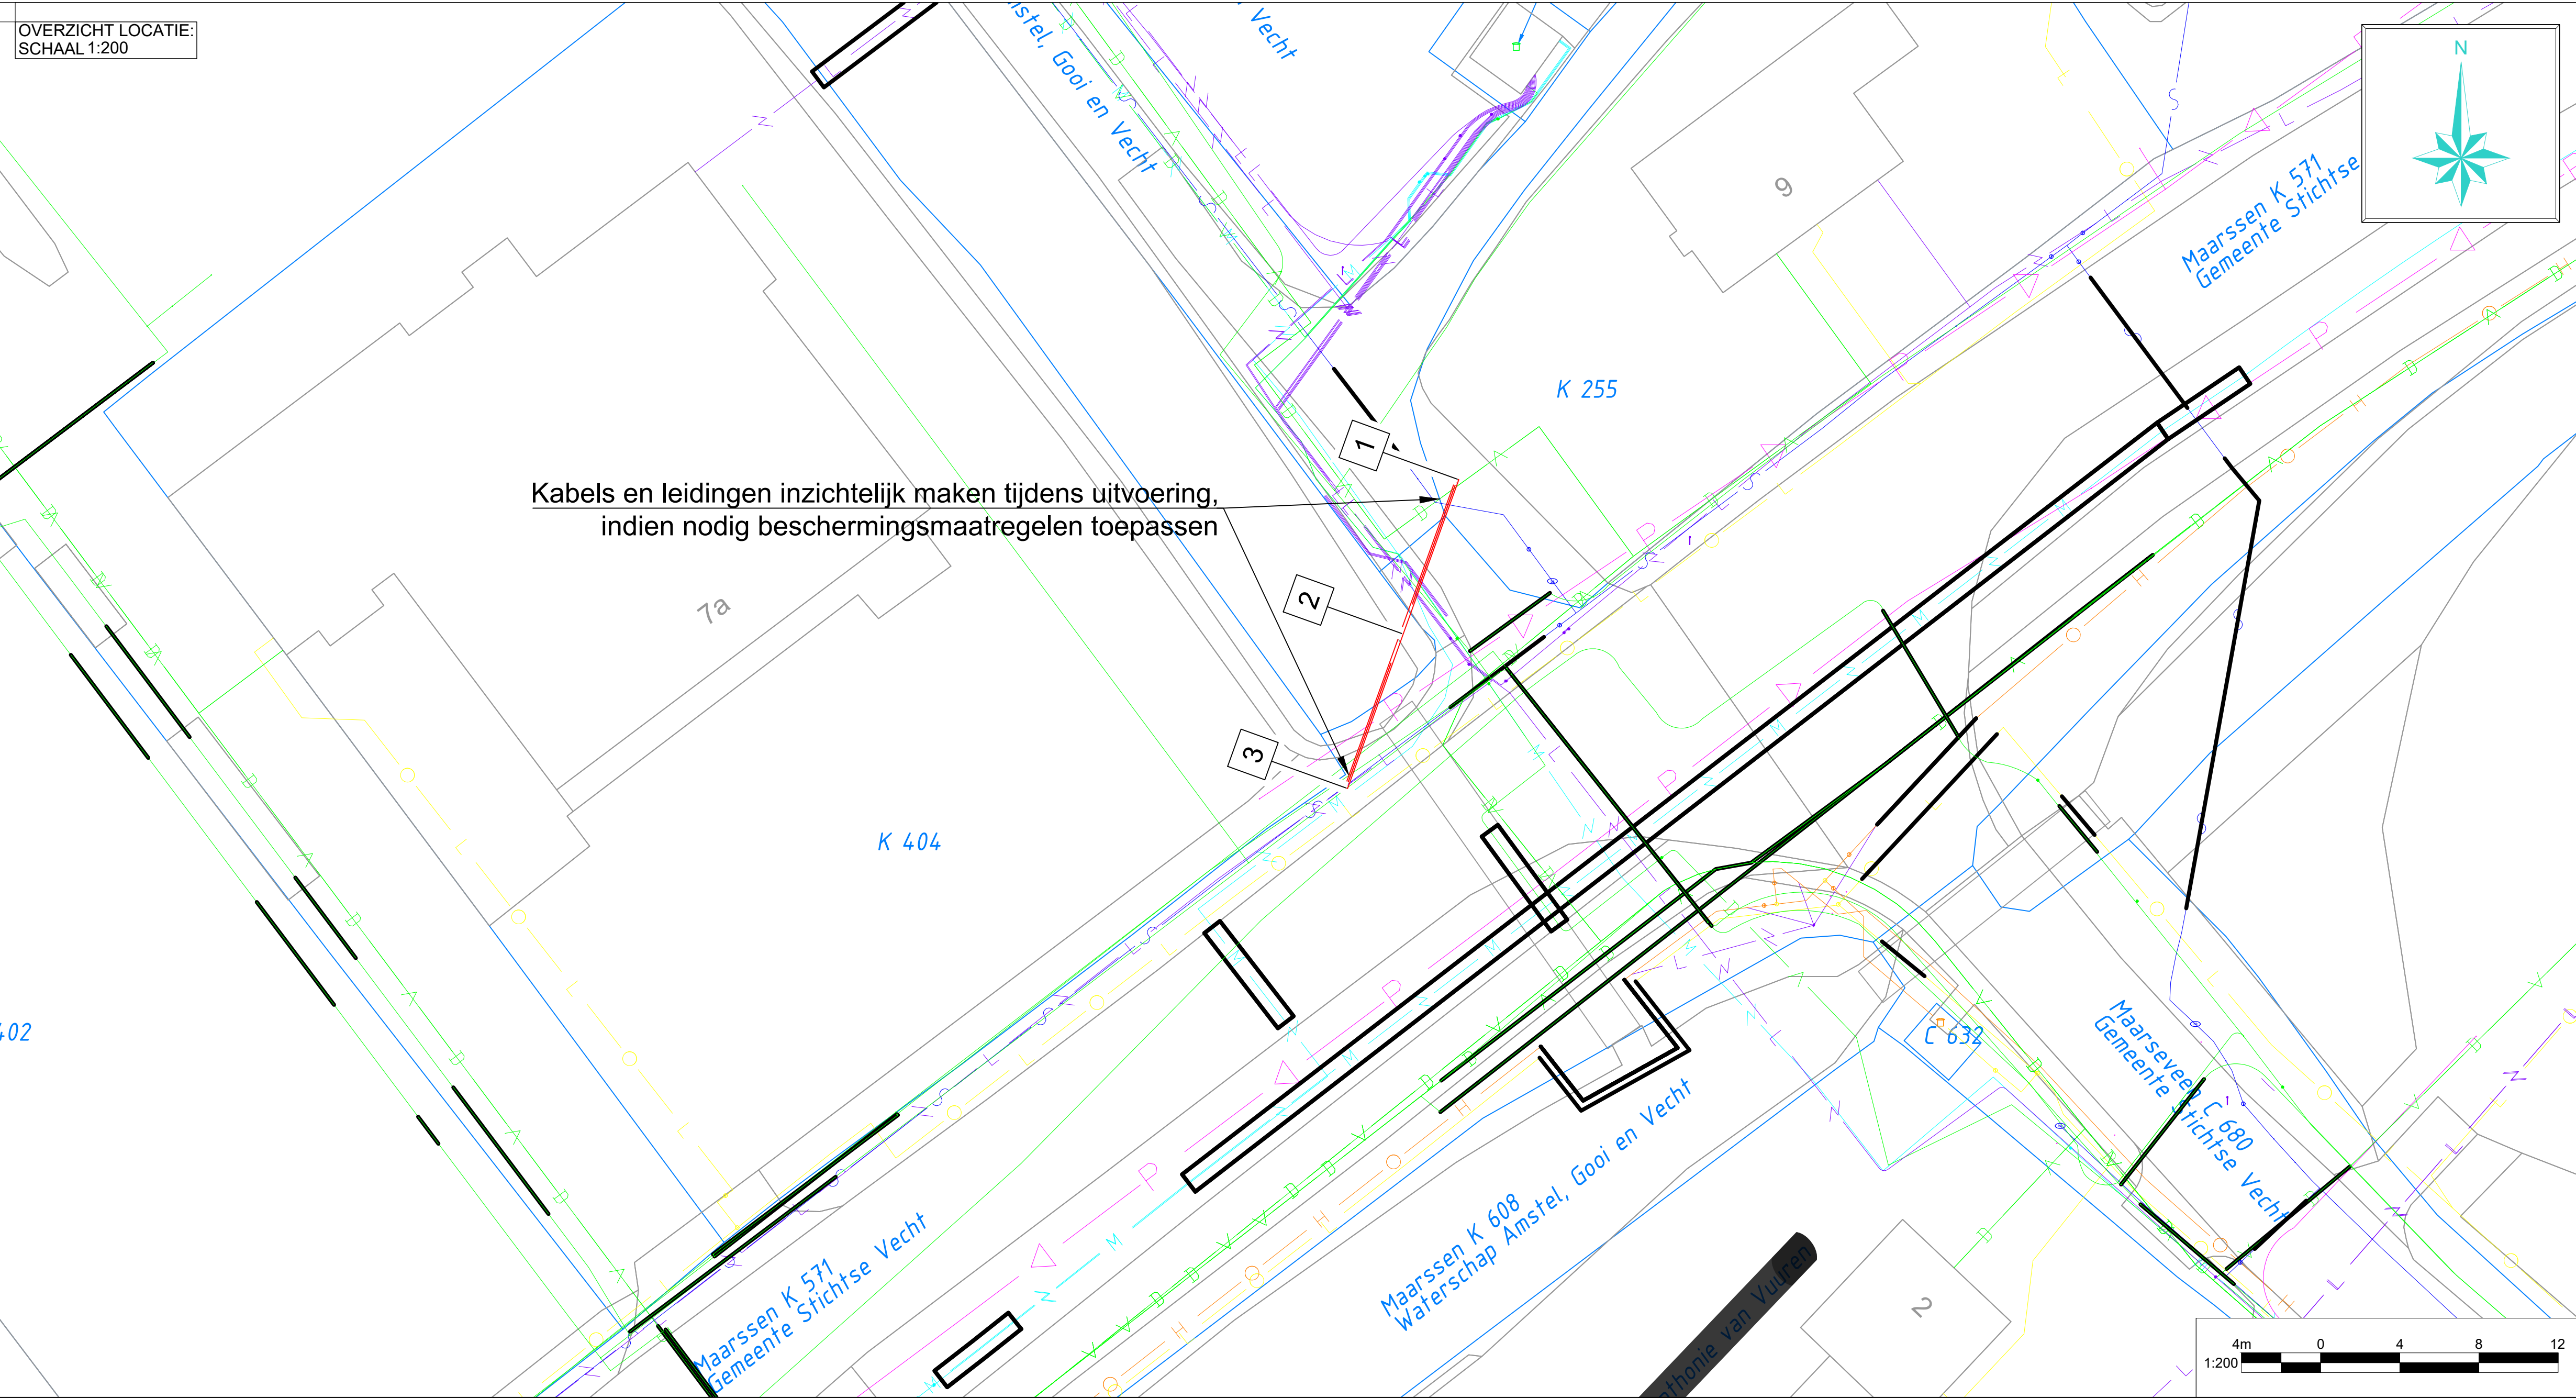 OVERZICHT LOCATIE:
SCHAAL 1:200
N
Gooi en Vecht
Vecht
9
Maarssen K 571
Gemeente Stichtse
K 255
1
Kabels en leidingen inzichtelijk maken tijdens uitvoering,
indien nodig beschermingsmaatregelen toepassen
2
7a
3
K 404
402
C 632
Maarseveen C 680
Gemeente Stichtse Vecht
Maarssen K 608
Waterschap Amstel, Gooi en Vecht
Maarssen K 571
Gemeente Stichtse Vecht
van Vuuren
2
4m 0 4 8 12
1:200